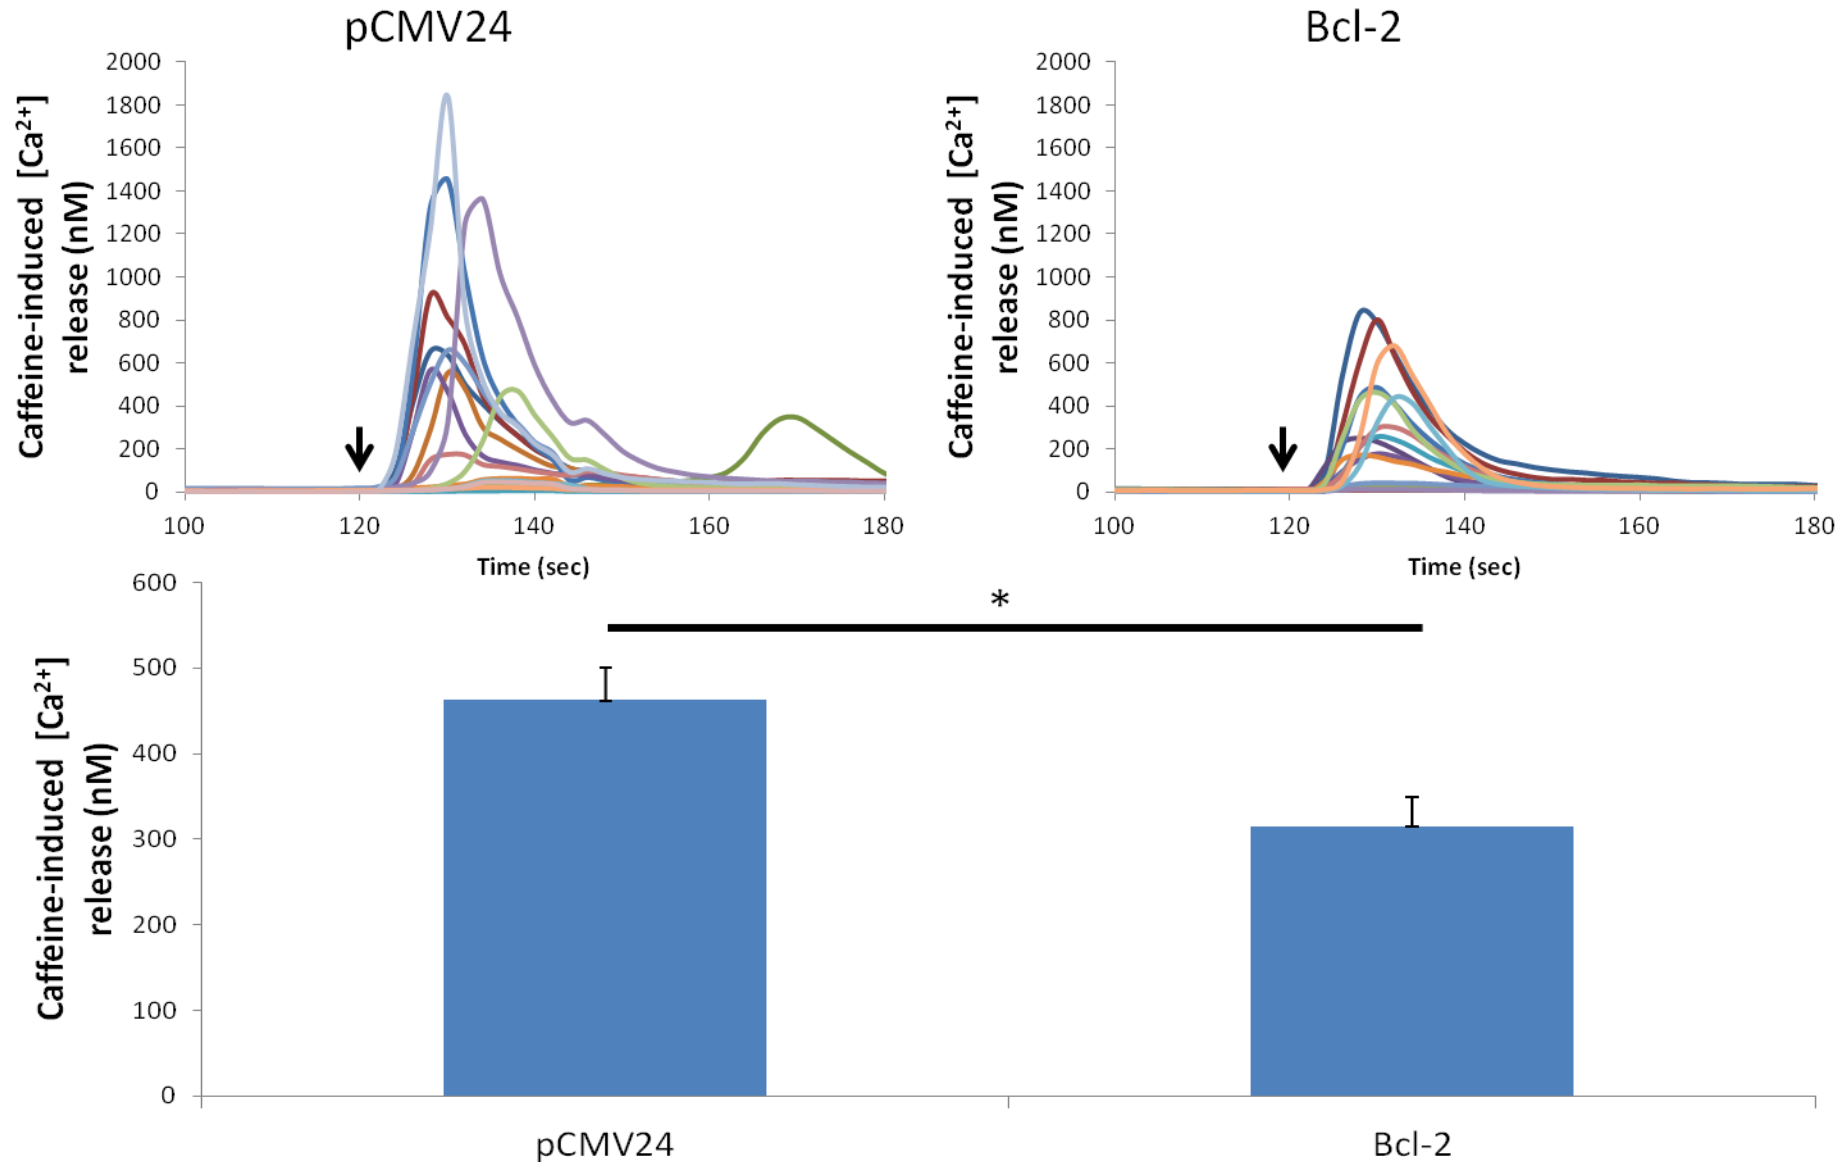 pCMV24
Caffeine-induced [Ca²⁺]
release (nM)
2000
1800
1600
1400
1200
1000
800
600
400
200
0
100 120 140 160 180
Time (sec)
Bcl-2
Caffeine-induced [Ca²⁺]
release (nM)
2000
1800
1600
1400
1200
1000
800
600
400
200
0
100 120 140 160 180
Time (sec)
Caffeine-induced [Ca²⁺]
release (nM)
600
500
400
300
200
100
0
*
pCMV24 Bcl-2